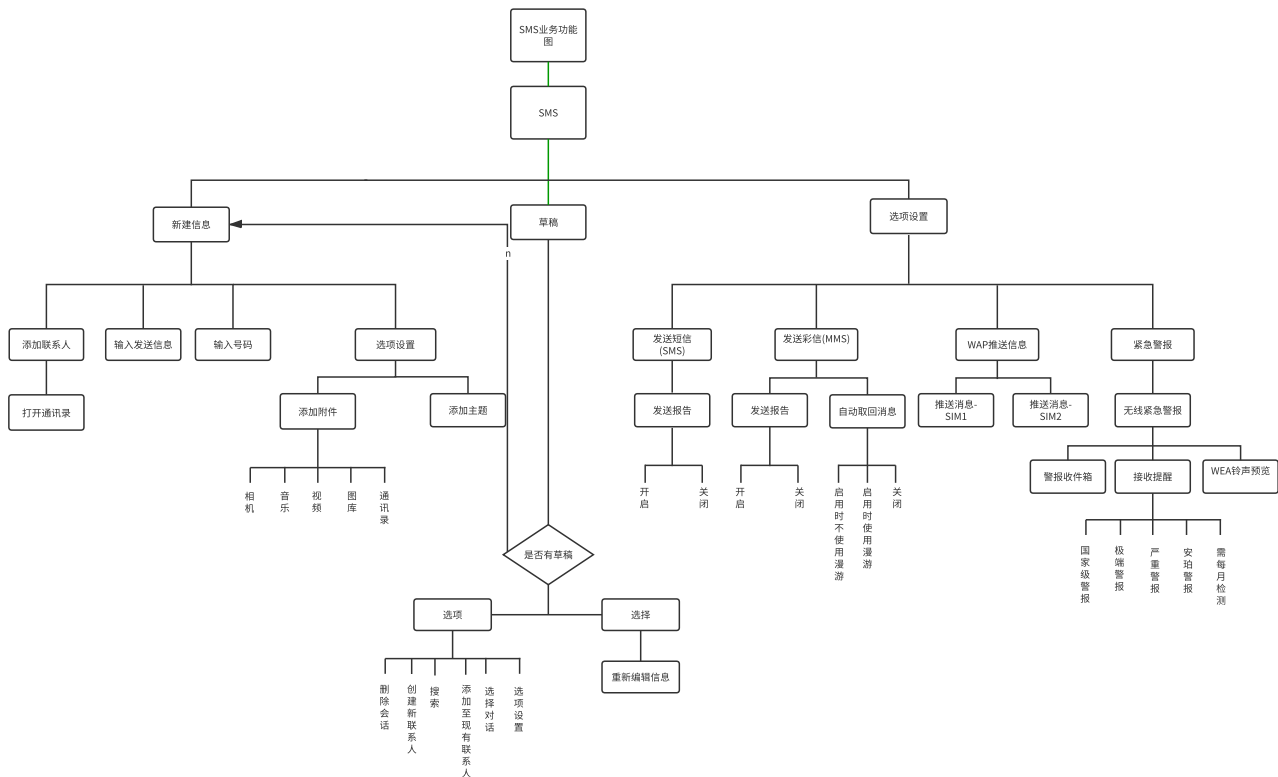 SMS业务功能
图
SMS
新建信息
草稿
选项设置
n
添加联系人
输入发送信息
输入号码
选项设置
发送短信
(SMS)
发送彩信(MMS)
WAP推送信息
紧急警报
打开通讯录
添加附件
添加主题
发送报告
发送报告
自动取回消息
推送消息-
SIM1
推送消息-
SIM2
无线紧急警报
警报收件箱
接收提醒
WEA铃声预览
相机
音乐
视频
图库
通讯录
开启
关闭
开启
关闭
启用时不使用漫游
启用时使用漫游
关闭
国家级警报
极端警报
严重警报
安珀警报
需每月检测
是否有草稿
选项
选择
重新编辑信息
删除会话
创建新联系人
搜索
添加至现有联系人
选择对话
选项设置